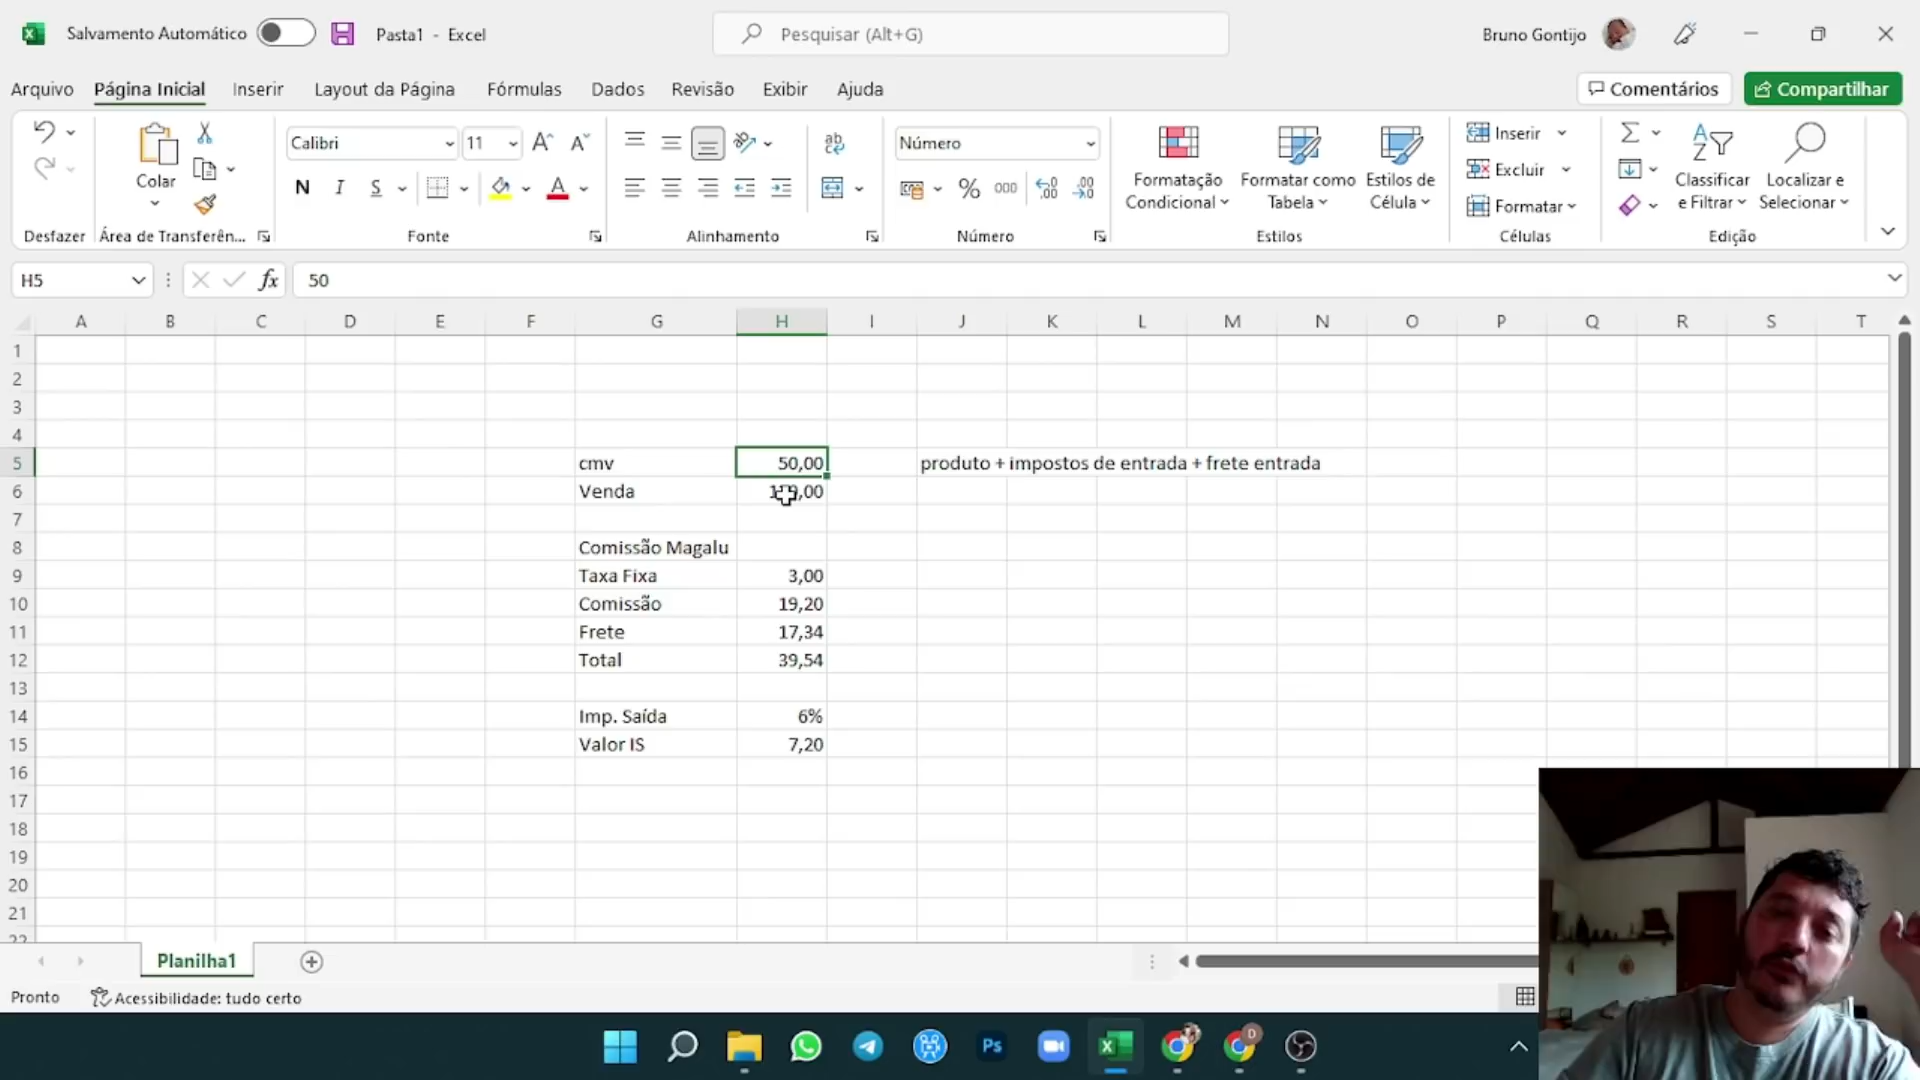 Salvamento Automático
Pasta1 - Excel
Pesquisar (Alt+G)
Bruno Gontijo
Arquivo
Página Inicial
Inserir
Layout da Página
Fórmulas
Dados
Revisão
Exibir
Ajuda
Comentários
Compartilhar
Colar
Calibri
11
N I S
A
ab
Número
% 000
Formatação Condicional
Formatar como Tabela
Estilos de Célula
Inserir
Excluir
Formatar
Classificar e Filtrar
Localizar e Selecionar
Desfazer
Área de Transferên...
Fonte
Alinhamento
Número
Estilos
Células
Edição
H5
fx
50
A B C D E F G H I J K L M N O P Q R S T
1
2
3
4
5 cmv 50,00 produto + impostos de entrada + frete entrada
6 Venda
7
8 Comissão Magalu
9 Taxa Fixa 3,00
10 Comissão 19,20
11 Frete 17,34
12 Total 39,54
13
14 Imp. Saída 6%
15 Valor IS 7,20
16
17
18
19
20
21
22
Planilha1
Pronto
Acessibilidade: tudo certo
Ps